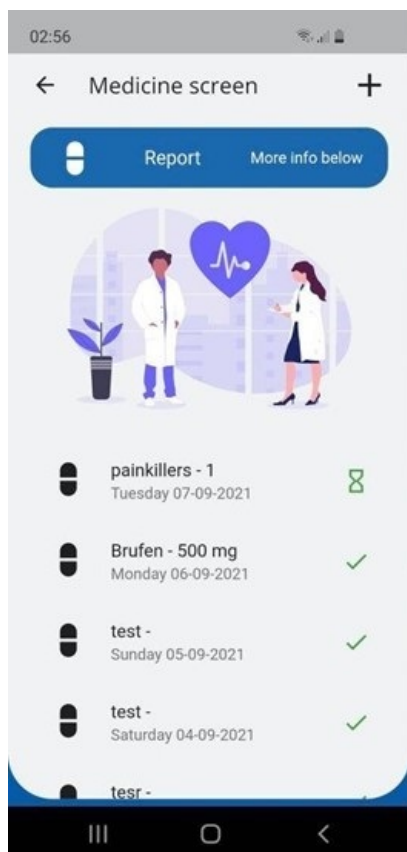 02:56
Medicine screen
Report More info below
painkillers - 1
Tuesday 07-09-2021
Brufen - 500 mg
Monday 06-09-2021
test -
Sunday 05-09-2021
test -
Saturday 04-09-2021
tesr -